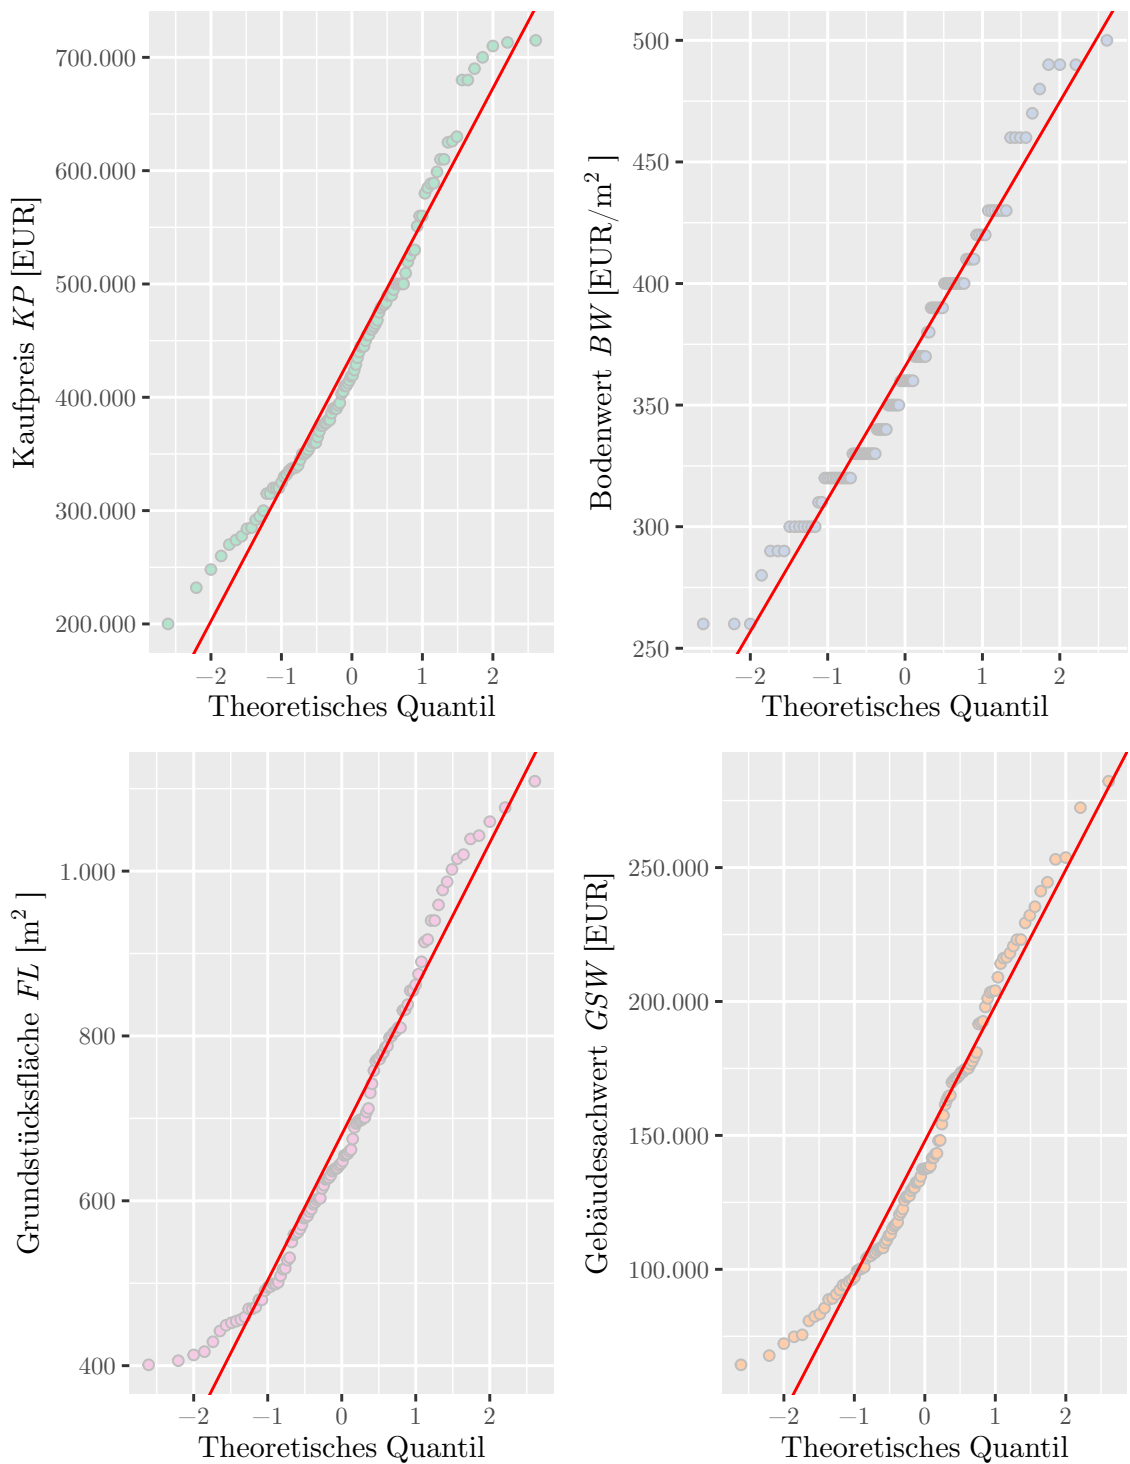 Kaufpreis KP [EUR]
700.000
600.000
500.000
400.000
300.000
200.000
−2 −1 0 1 2
Theoretisches Quantil
Bodenwert BW [EUR/m²]
500
450
400
350
300
250
−2 −1 0 1 2
Theoretisches Quantil
Grundstücksfläche FL [m²]
1.000
800
600
400
−2 −1 0 1 2
Theoretisches Quantil
Gebäudesachwert GSW [EUR]
250.000
200.000
150.000
100.000
−2 −1 0 1 2
Theoretisches Quantil